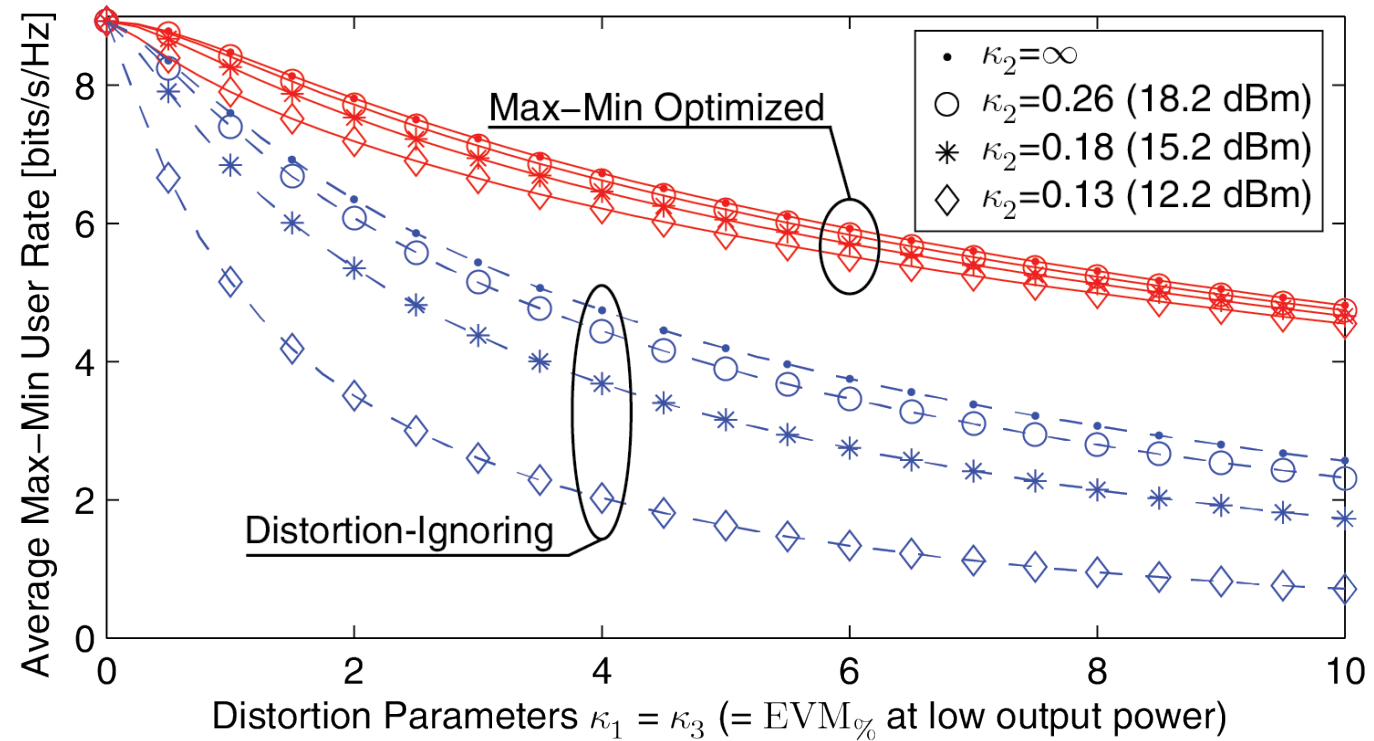 Average Max−Min User Rate [bits/s/Hz]
8
6
4
2
0
κ2=∞
κ2=0.26 (18.2 dBm)
κ2=0.18 (15.2 dBm)
κ2=0.13 (12.2 dBm)
Max−Min Optimized
Distortion-Ignoring
0 2 4 6 8 10
Distortion Parameters κ1 = κ3 (= EVM% at low output power)